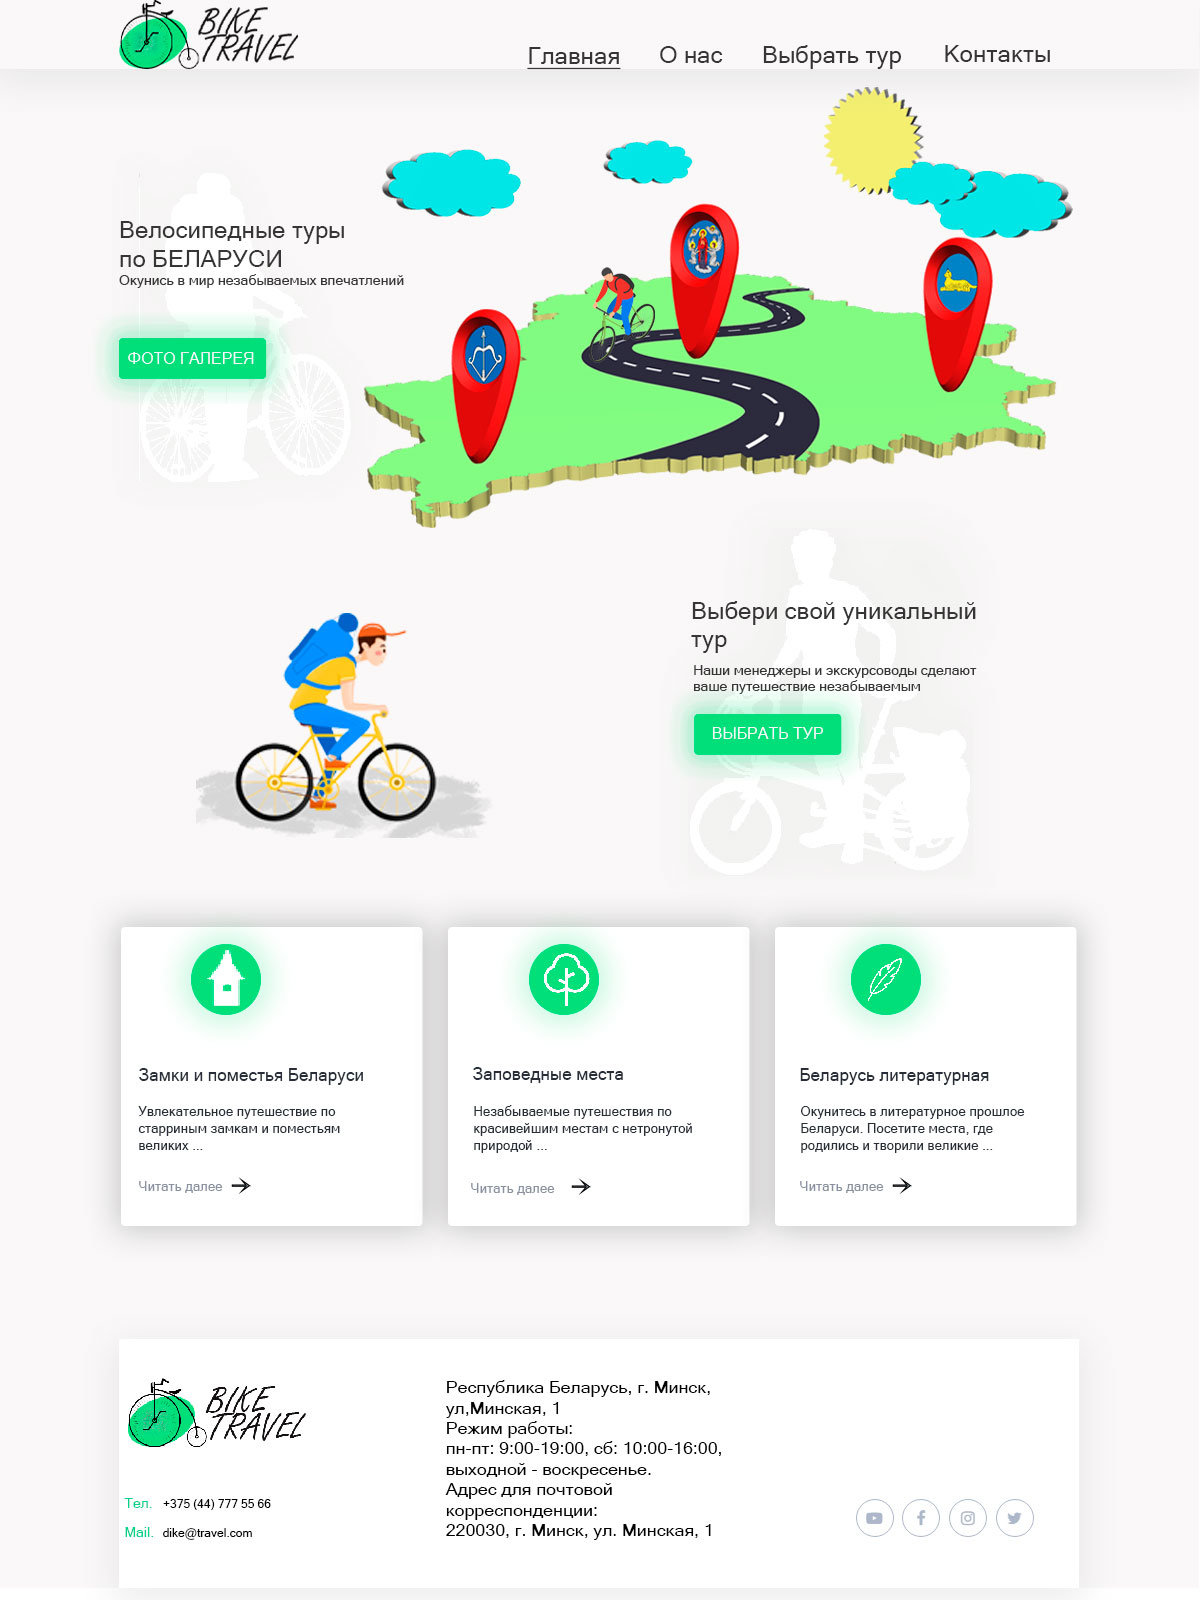 BIKE
TRAVEL
Главная
О нас
Выбрать тур
Контакты
Велосипедные туры
по БЕЛАРУСИ
Окунись в мир незабываемых впечатлений
ФОТО ГАЛЕРЕЯ
Выбери свой уникальный
тур
Наши менеджеры и экскурсоводы сделают
ваше путешествие незабываемым
ВЫБРАТЬ ТУР
Замки и поместья Беларуси
Увлекательное путешествие по
старриным замкам и поместьям
великих ...
Читать далее
Заповедные места
Незабываемые путешествия по
красивейшим местам с нетронутой
природой ...
Читать далее
Беларусь литературная
Окунитесь в литературное прошлое
Беларуси. Посетите места, где
родились и творили великие ...
Читать далее
BIKE
TRAVEL
Тел. +375 (44) 777 55 66
Mail. dike@travel.com
Республика Беларусь, г. Минск,
ул,Минская, 1
Режим работы:
пн-пт: 9:00-19:00, сб: 10:00-16:00,
выходной - воскресенье.
Адрес для почтовой
корреспонденции:
220030, г. Минск, ул. Минская, 1